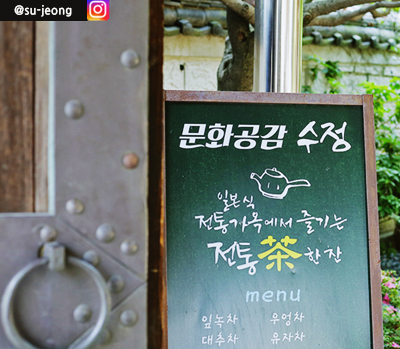 @su-jeong
문화공감 수정
일본식
전통가옥에서 즐기는
전통 茶 한 잔
menu
잎녹차 우엉차
대추차 유자차